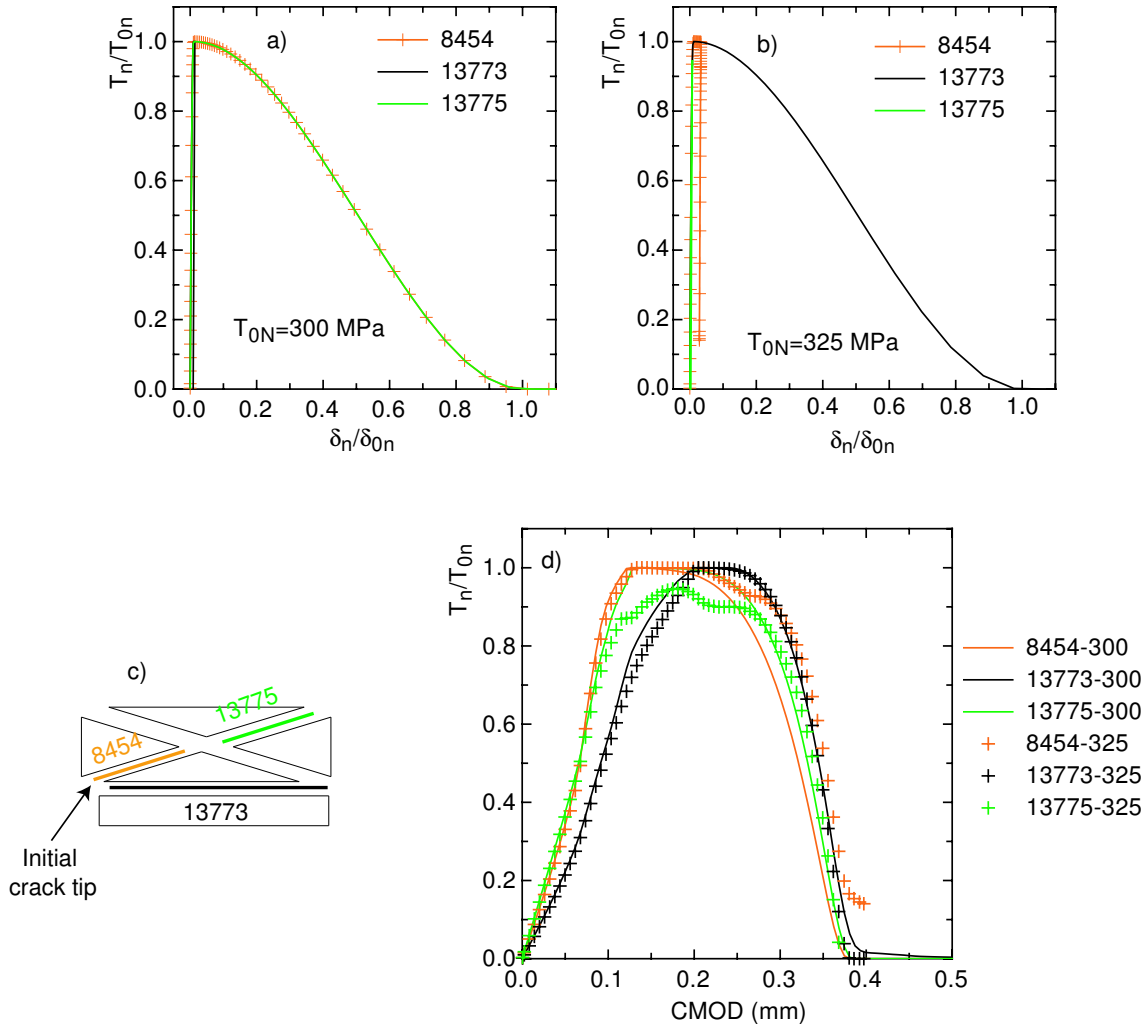 a)
8454
13773
13775
T0N=300 MPa
Tn/T0n
1.0
0.8
0.6
0.4
0.2
0.0
0.0 0.2 0.4 0.6 0.8 1.0
δn/δ0n
b)
8454
13773
13775
T0N=325 MPa
Tn/T0n
1.0
0.8
0.6
0.4
0.2
0.0
0.0 0.2 0.4 0.6 0.8 1.0
δn/δ0n
c)
13775
8454
13773
Initial
crack tip
d)
Tn/T0n
1.0
0.8
0.6
0.4
0.2
0.0
0.0 0.1 0.2 0.3 0.4 0.5
CMOD (mm)
8454-300
13773-300
13775-300
8454-325
13773-325
13775-325